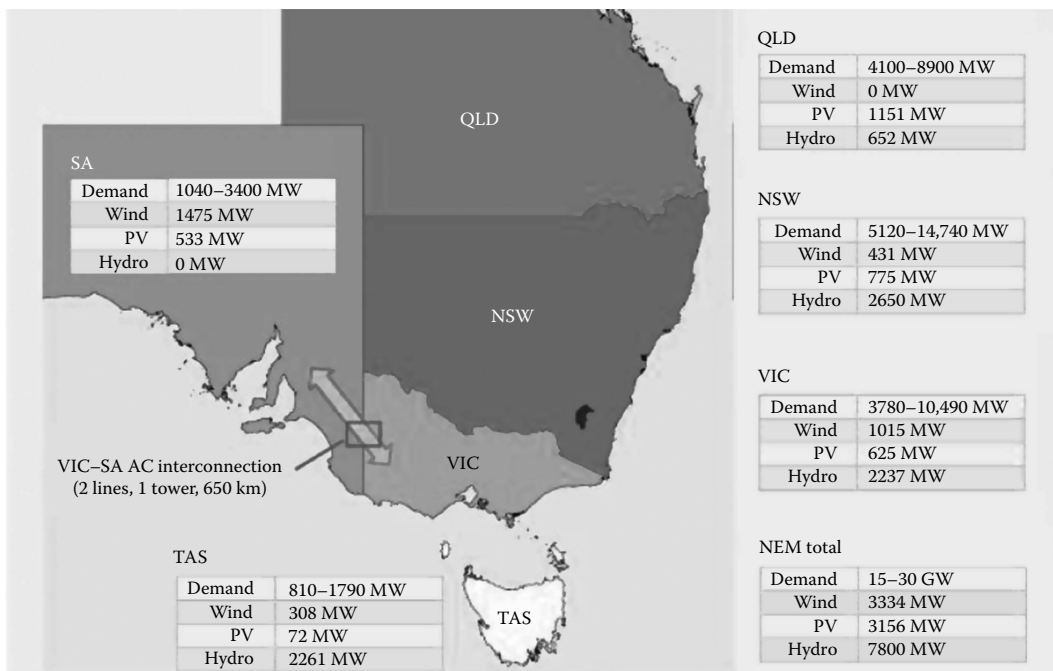 QLD
Demand 4100–8900 MW
Wind 0 MW
PV 1151 MW
Hydro 652 MW
QLD
SA
Demand 1040–3400 MW
Wind 1475 MW
PV 533 MW
Hydro 0 MW
NSW
Demand 5120–14,740 MW
Wind 431 MW
PV 775 MW
Hydro 2650 MW
NSW
VIC
Demand 3780–10,490 MW
Wind 1015 MW
PV 625 MW
Hydro 2237 MW
VIC
VIC–SA AC interconnection
(2 lines, 1 tower, 650 km)
TAS
Demand 810–1790 MW
Wind 308 MW
PV 72 MW
Hydro 2261 MW
TAS
NEM total
Demand 15–30 GW
Wind 3334 MW
PV 3156 MW
Hydro 7800 MW